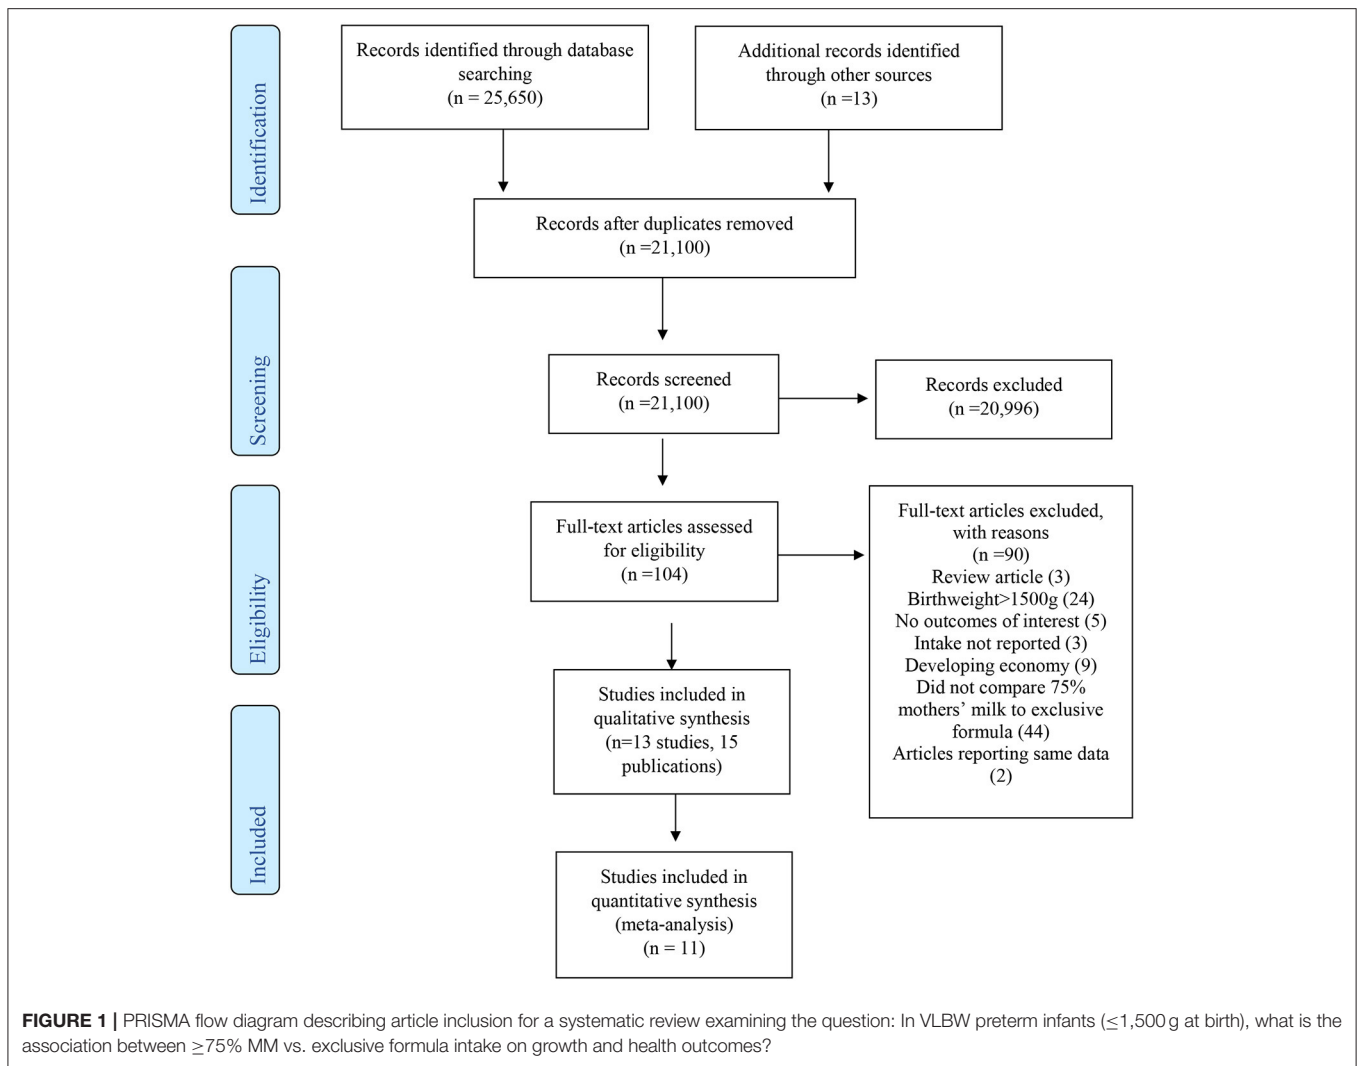 Identification
Records identified through database
searching
(n = 25,650)
Additional records identified
through other sources
(n =13)
Records after duplicates removed
(n =21,100)
Screening
Records screened
(n =21,100)
Records excluded
(n =20,996)
Eligibility
Full-text articles assessed
for eligibility
(n =104)
Full-text articles excluded,
with reasons
(n =90)
Review article (3)
Birthweight>1500g (24)
No outcomes of interest (5)
Intake not reported (3)
Developing economy (9)
Did not compare 75%
mothers’ milk to exclusive
formula (44)
Articles reporting same data
(2)
Studies included in
qualitative synthesis
(n=13 studies, 15
publications)
Included
Studies included in
quantitative synthesis
(meta-analysis)
(n = 11)
FIGURE 1 | PRISMA flow diagram describing article inclusion for a systematic review examining the question: In VLBW preterm infants (≤1,500 g at birth), what is the
association between ≥75% MM vs. exclusive formula intake on growth and health outcomes?